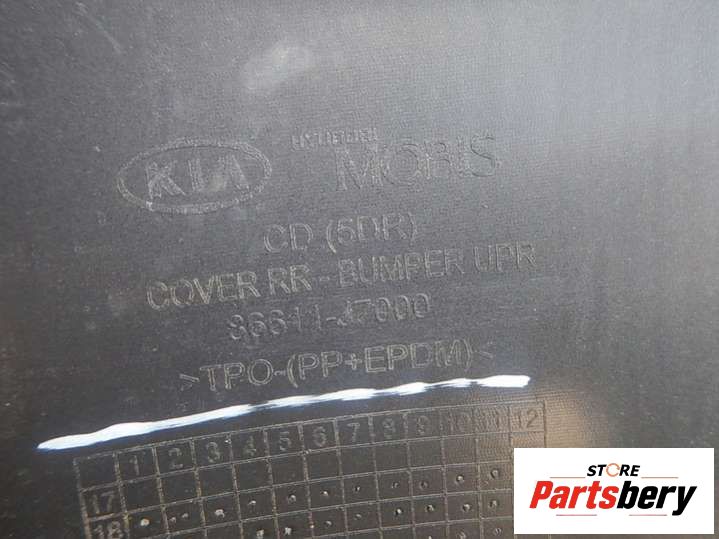 KIA
HYUNDAI
MOBIS
CD (5DR)
COVER RR - BUMPER UPR
86611-J7000
>TPO-(PP+EPDM)<
1 2 3 4 5 6 7 8 9 10 11 12
17
18
STORE
Partsbery